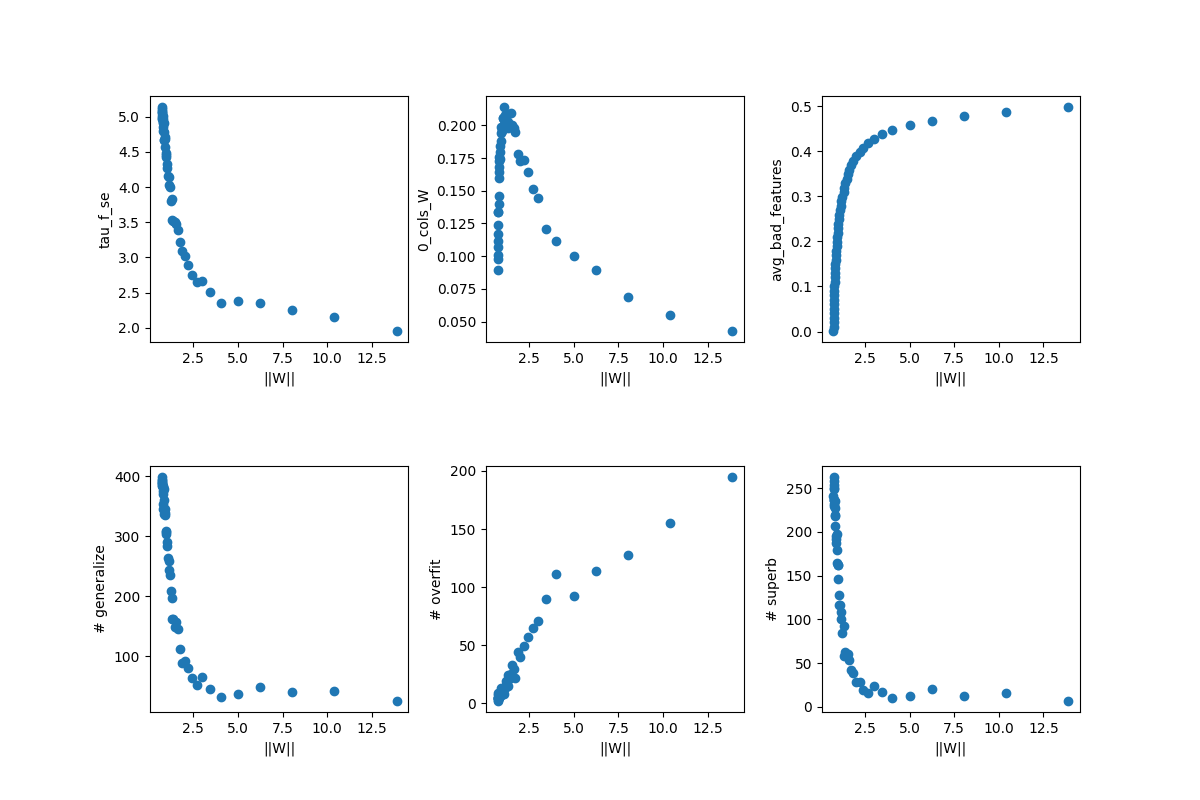 tau_f_se
5.0
4.5
4.0
3.5
3.0
2.5
2.0
2.5 5.0 7.5 10.0 12.5
||W||
0_cols_W
0.200
0.175
0.150
0.125
0.100
0.075
0.050
2.5 5.0 7.5 10.0 12.5
||W||
avg_bad_features
0.5
0.4
0.3
0.2
0.1
0.0
2.5 5.0 7.5 10.0 12.5
||W||
# generalize
400
300
200
100
2.5 5.0 7.5 10.0 12.5
||W||
# overfit
200
150
100
50
0
2.5 5.0 7.5 10.0 12.5
||W||
# superb
250
200
150
100
50
0
2.5 5.0 7.5 10.0 12.5
||W||